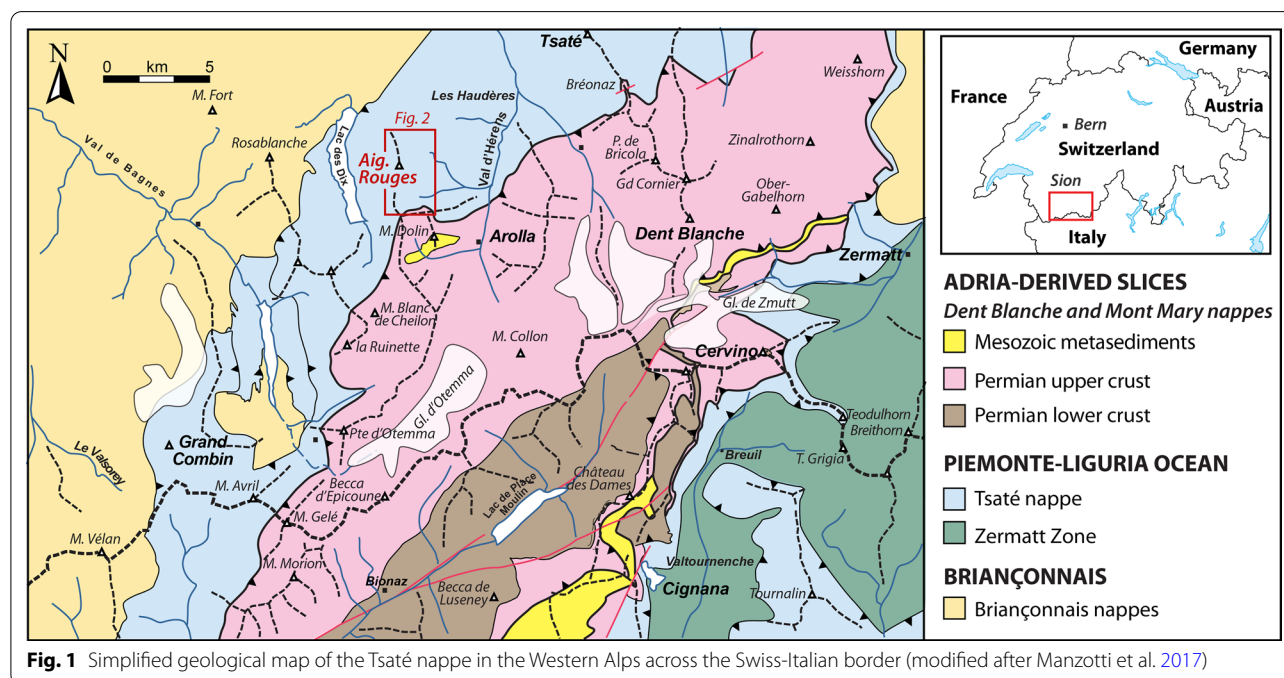 N
0 km 5
M. Fort
Val de Bagnes
Rosablanche
Lac des Dix
Fig. 2
Aig.
Rouges
Les Haudères
Val d'Hérens
Tsaté
Bréonaz
P. de
Bricola
Gd Cornier
Weisshorn
Zinalrothorn
Ober-
Gabelhorn
M. Dolin
Arolla
Dent Blanche
Zermatt
Gl. de Zmutt
M. Blanc
de Cheilon
la Ruinette
M. Collon
Cervino
Gl. d'Otemma
Pte d'Otemma
Grand
Combin
Le Valsorey
M. Avril
Becca
d'Epicoune
M. Gelé
M. Vélan
M. Morion
Bionaz
Lac de Place
Moulin
Château
des Dames
Becca de
Luseney
Breuil
Teodulhorn
Breithorn
T. Grigia
Valtournenche
Cignana
Tournalin
Germany
France
Austria
Bern
Switzerland
Sion
Italy
ADRIA-DERIVED SLICES
Dent Blanche and Mont Mary nappes
Mesozoic metasediments
Permian upper crust
Permian lower crust
PIEMONTE-LIGURIA OCEAN
Tsaté nappe
Zermatt Zone
BRIANÇONNAIS
Briançonnais nappes
Fig. 1 Simplified geological map of the Tsaté nappe in the Western Alps across the Swiss-Italian border (modified after Manzotti et al. 2017)